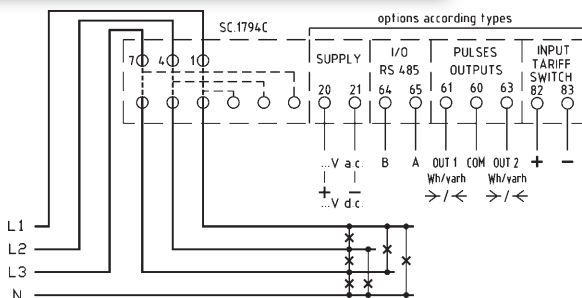 options according types
SC.1794C
SUPPLY
I/O
RS 485
PULSES
OUTPUTS
INPUT
TARIFF
SWITCH
7 4 1
20 21 64 65 61 60 63 82 83
...V a.c. B A OUT 1 COM OUT 2 + −
Wh/varh Wh/varh
+ −
...V d.c.
L1
L2
L3
N